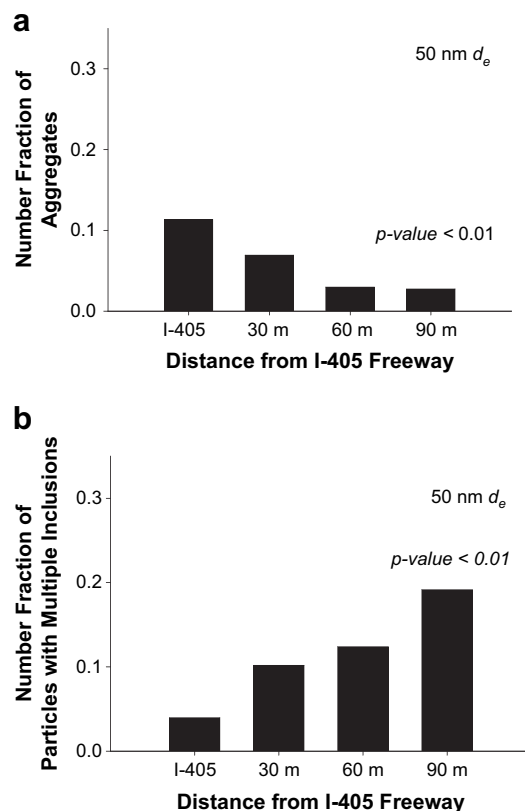 a
50 nm de
Number Fraction of
Aggregates
0.3
0.2
0.1
0.0
p-value < 0.01
I-405 30 m 60 m 90 m
Distance from I-405 Freeway
b
50 nm de
Number Fraction of
Particles with Multiple Inclusions
0.3
0.2
0.1
0.0
p-value < 0.01
I-405 30 m 60 m 90 m
Distance from I-405 Freeway